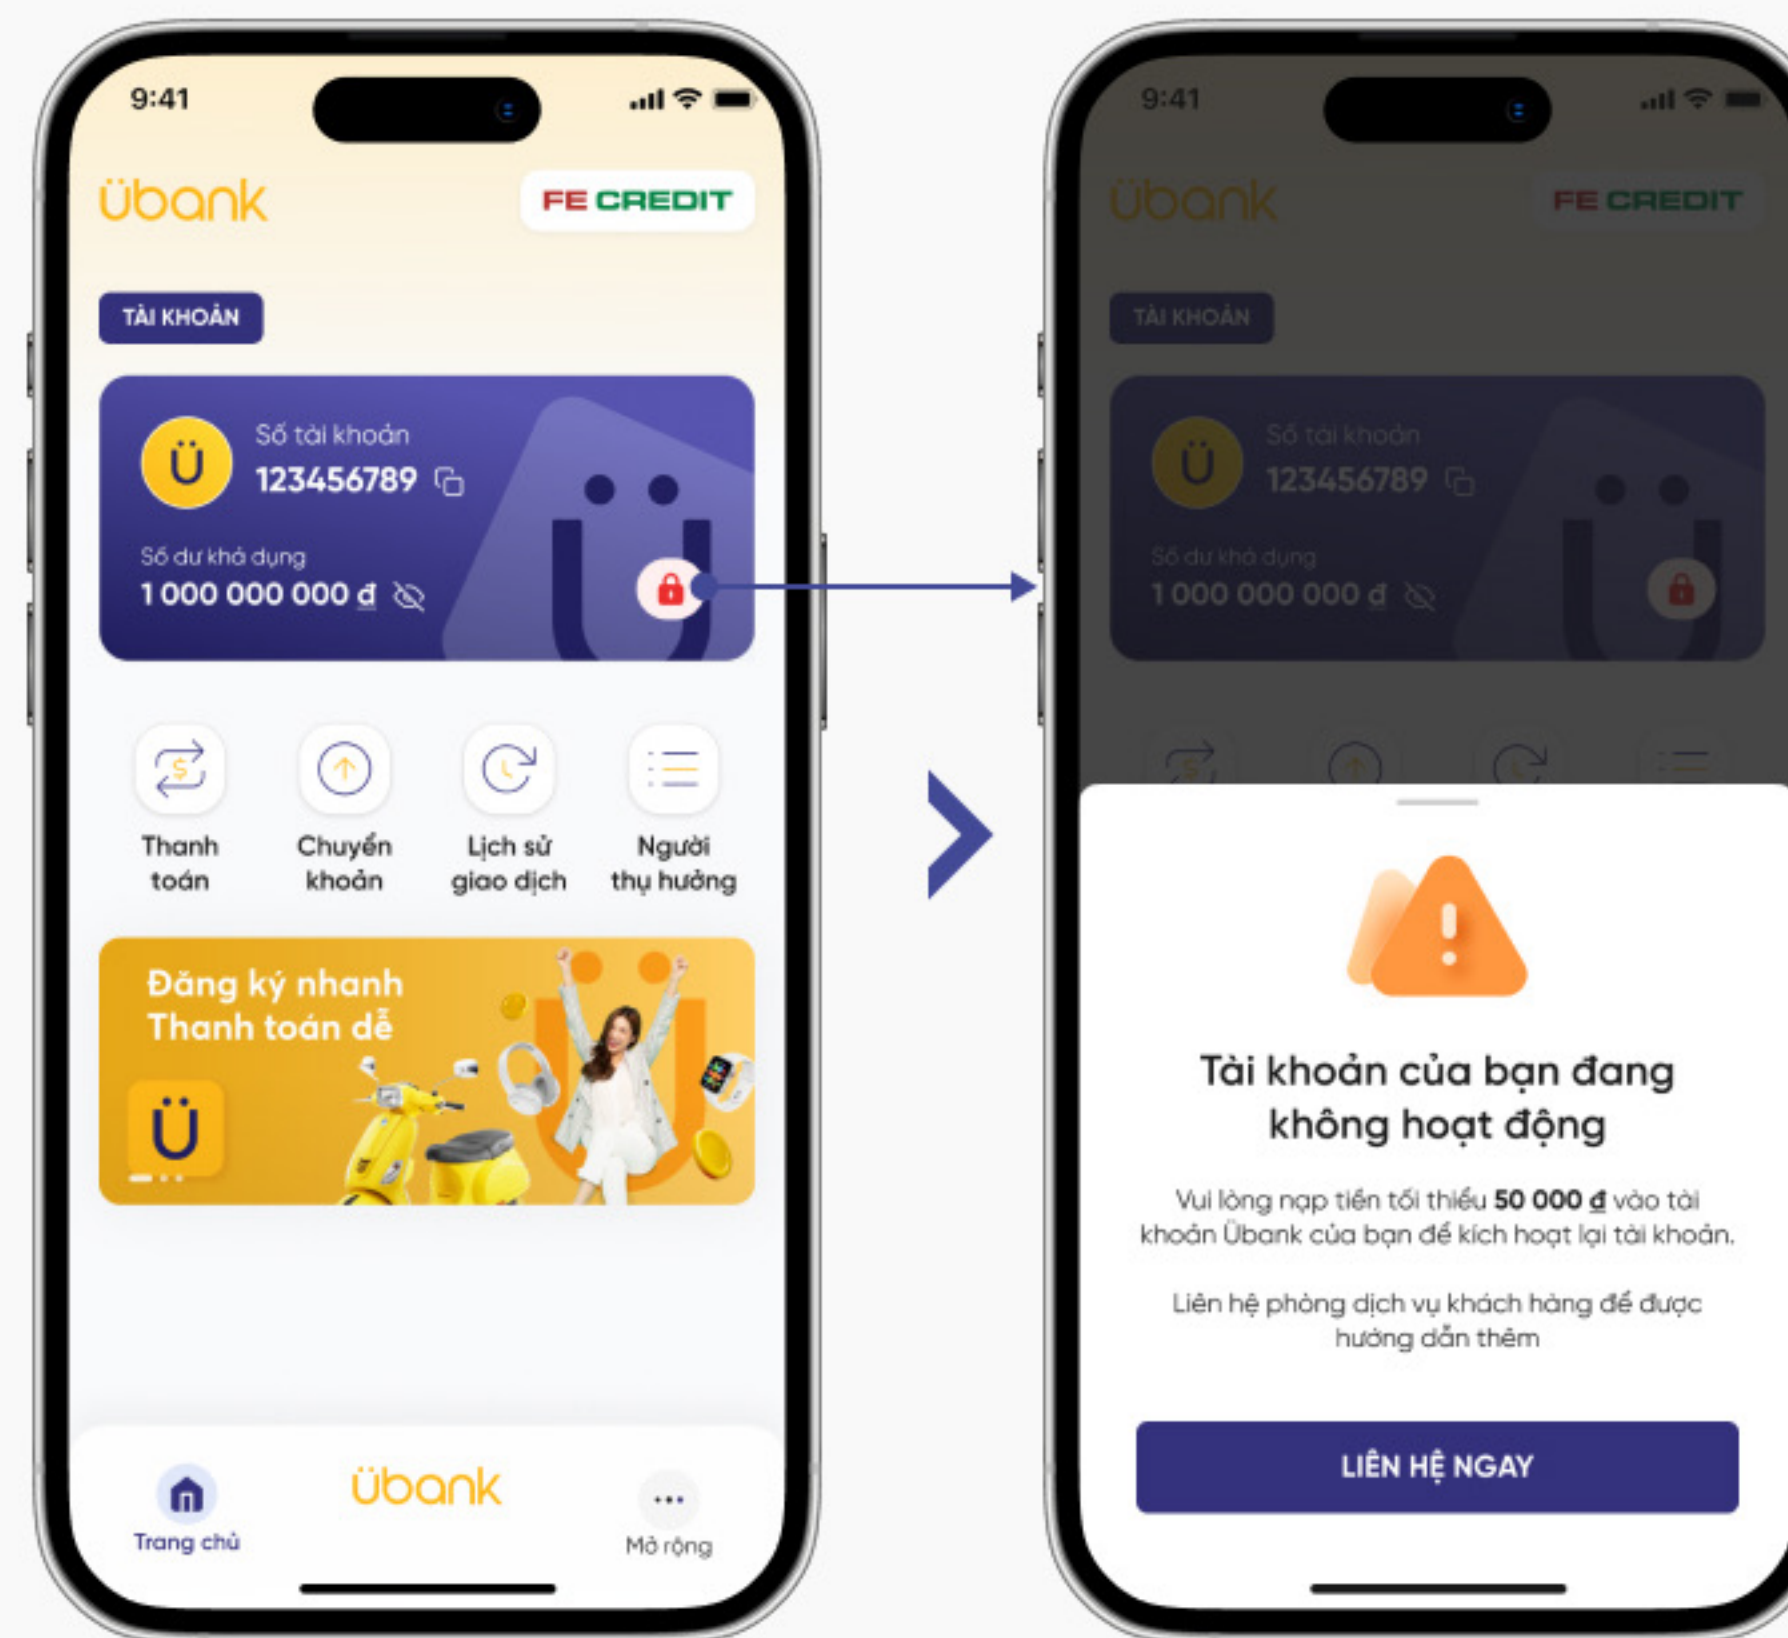 9:41
Übank
FE CREDIT
TÀI KHOẢN
Ü
Số tài khoản
123456789
Số dư khả dụng
1 000 000 000 đ
Thanh
toán
Chuyển
khoản
Lịch sử
giao dịch
Người
thụ hưởng
Đăng ký nhanh
Thanh toán dễ
Ü
Übank
Trang chủ
Mở rộng
9:41
Übank
FE CREDIT
TÀI KHOẢN
Ü
Số tài khoản
123456789
Số dư khả dụng
1 000 000 000 đ
Tài khoản của bạn đang
không hoạt động
Vui lòng nạp tiền tối thiểu 50 000 đ vào tài
khoản Übank của bạn để kích hoạt lại tài khoản.
Liên hệ phòng dịch vụ khách hàng để được
hướng dẫn thêm
LIÊN HỆ NGAY